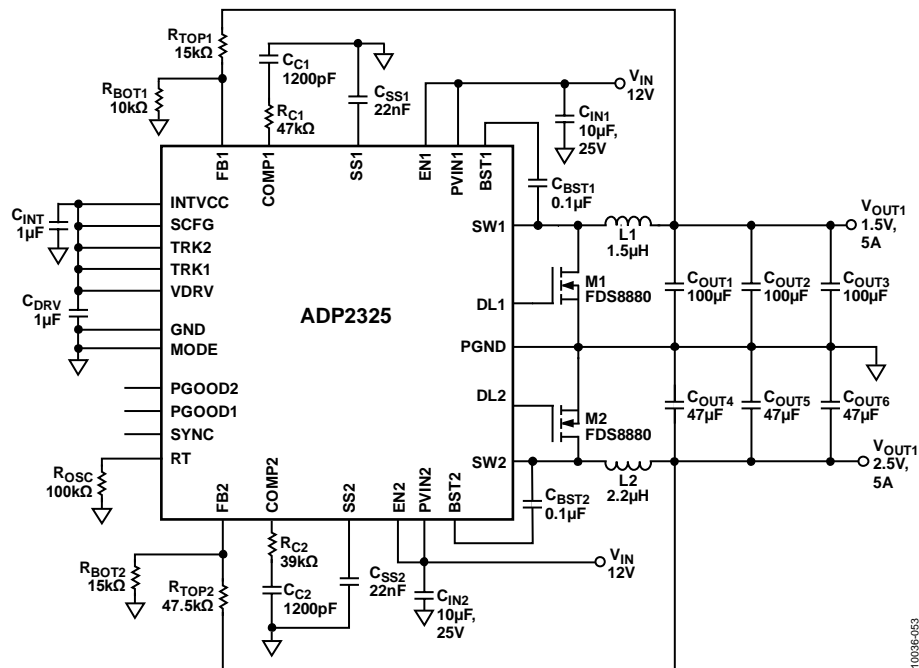 RTOP1
15kΩ
RBOT1
10kΩ
CC1
1200pF
RC1
47kΩ
CSS1
22nF
VIN
12V
CIN1
10µF,
25V
FB1
COMP1
SS1
EN1
PVIN1
BST1
CBST1
0.1µF
CINT
1µF
CDRV
1µF
INTVCC
SCFG
TRK2
TRK1
VDRV
GND
MODE
PGOOD2
PGOOD1
SYNC
RT
ROSC
100kΩ
ADP2325
SW1
DL1
PGND
DL2
SW2
L1
1.5µH
M1
FDS8880
M2
FDS8880
L2
2.2µH
VOUT1
1.5V,
5A
COUT1
100µF
COUT2
100µF
COUT3
100µF
COUT4
47µF
COUT5
47µF
COUT6
47µF
VOUT1
2.5V,
5A
FB2
COMP2
SS2
EN2
PVIN2
BST2
CBST2
0.1µF
RBOT2
15kΩ
RTOP2
47.5kΩ
RC2
39kΩ
CC2
1200pF
CSS2
22nF
CIN2
10µF,
25V
VIN
12V
10036-053